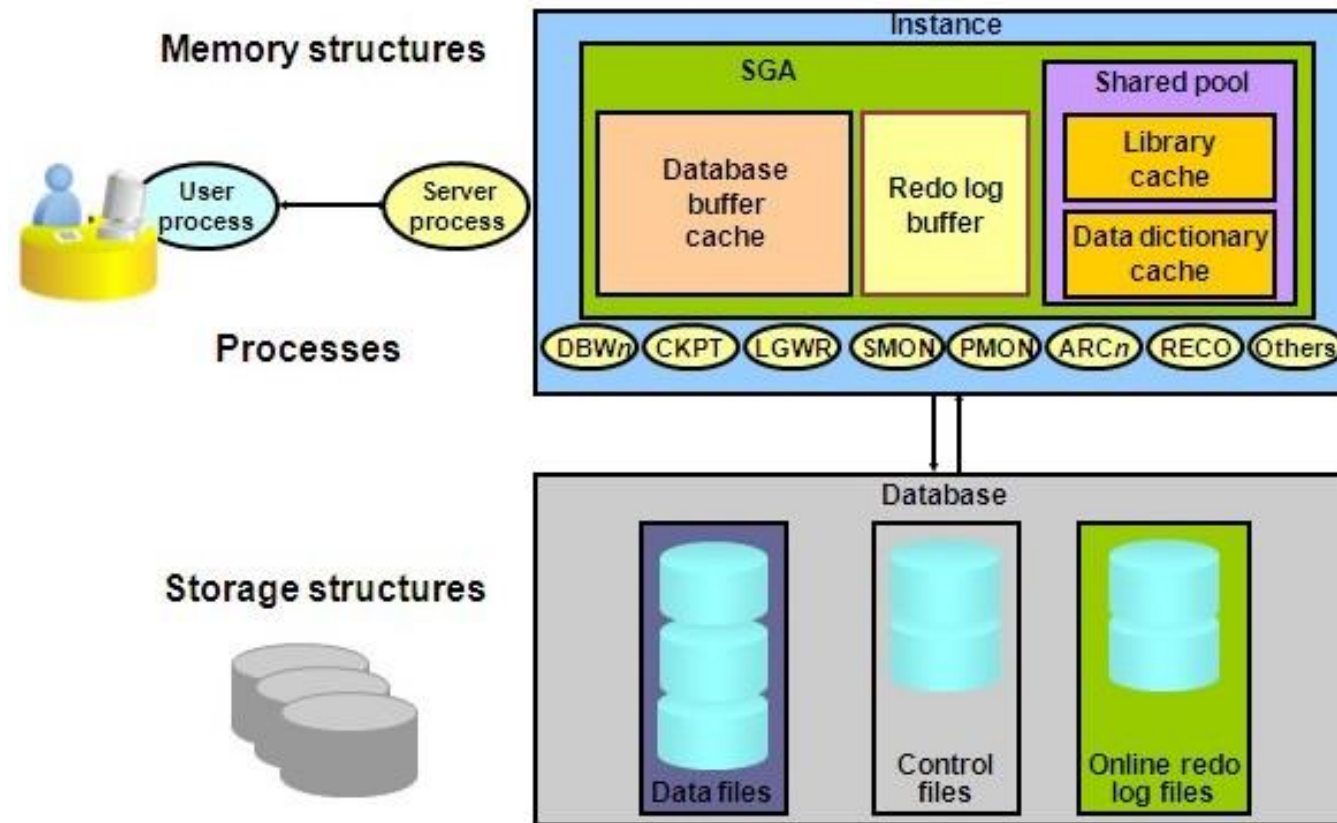 Memory structures
Instance
SGA
Shared pool
Library
cache
Data dictionary
cache
Database
buffer
cache
Redo log
buffer
User
process
Server
process
Processes
DBWn
CKPT
LGWR
SMON
PMON
ARCn
RECO
Others
Database
Storage structures
Data files
Control
files
Online redo
log files